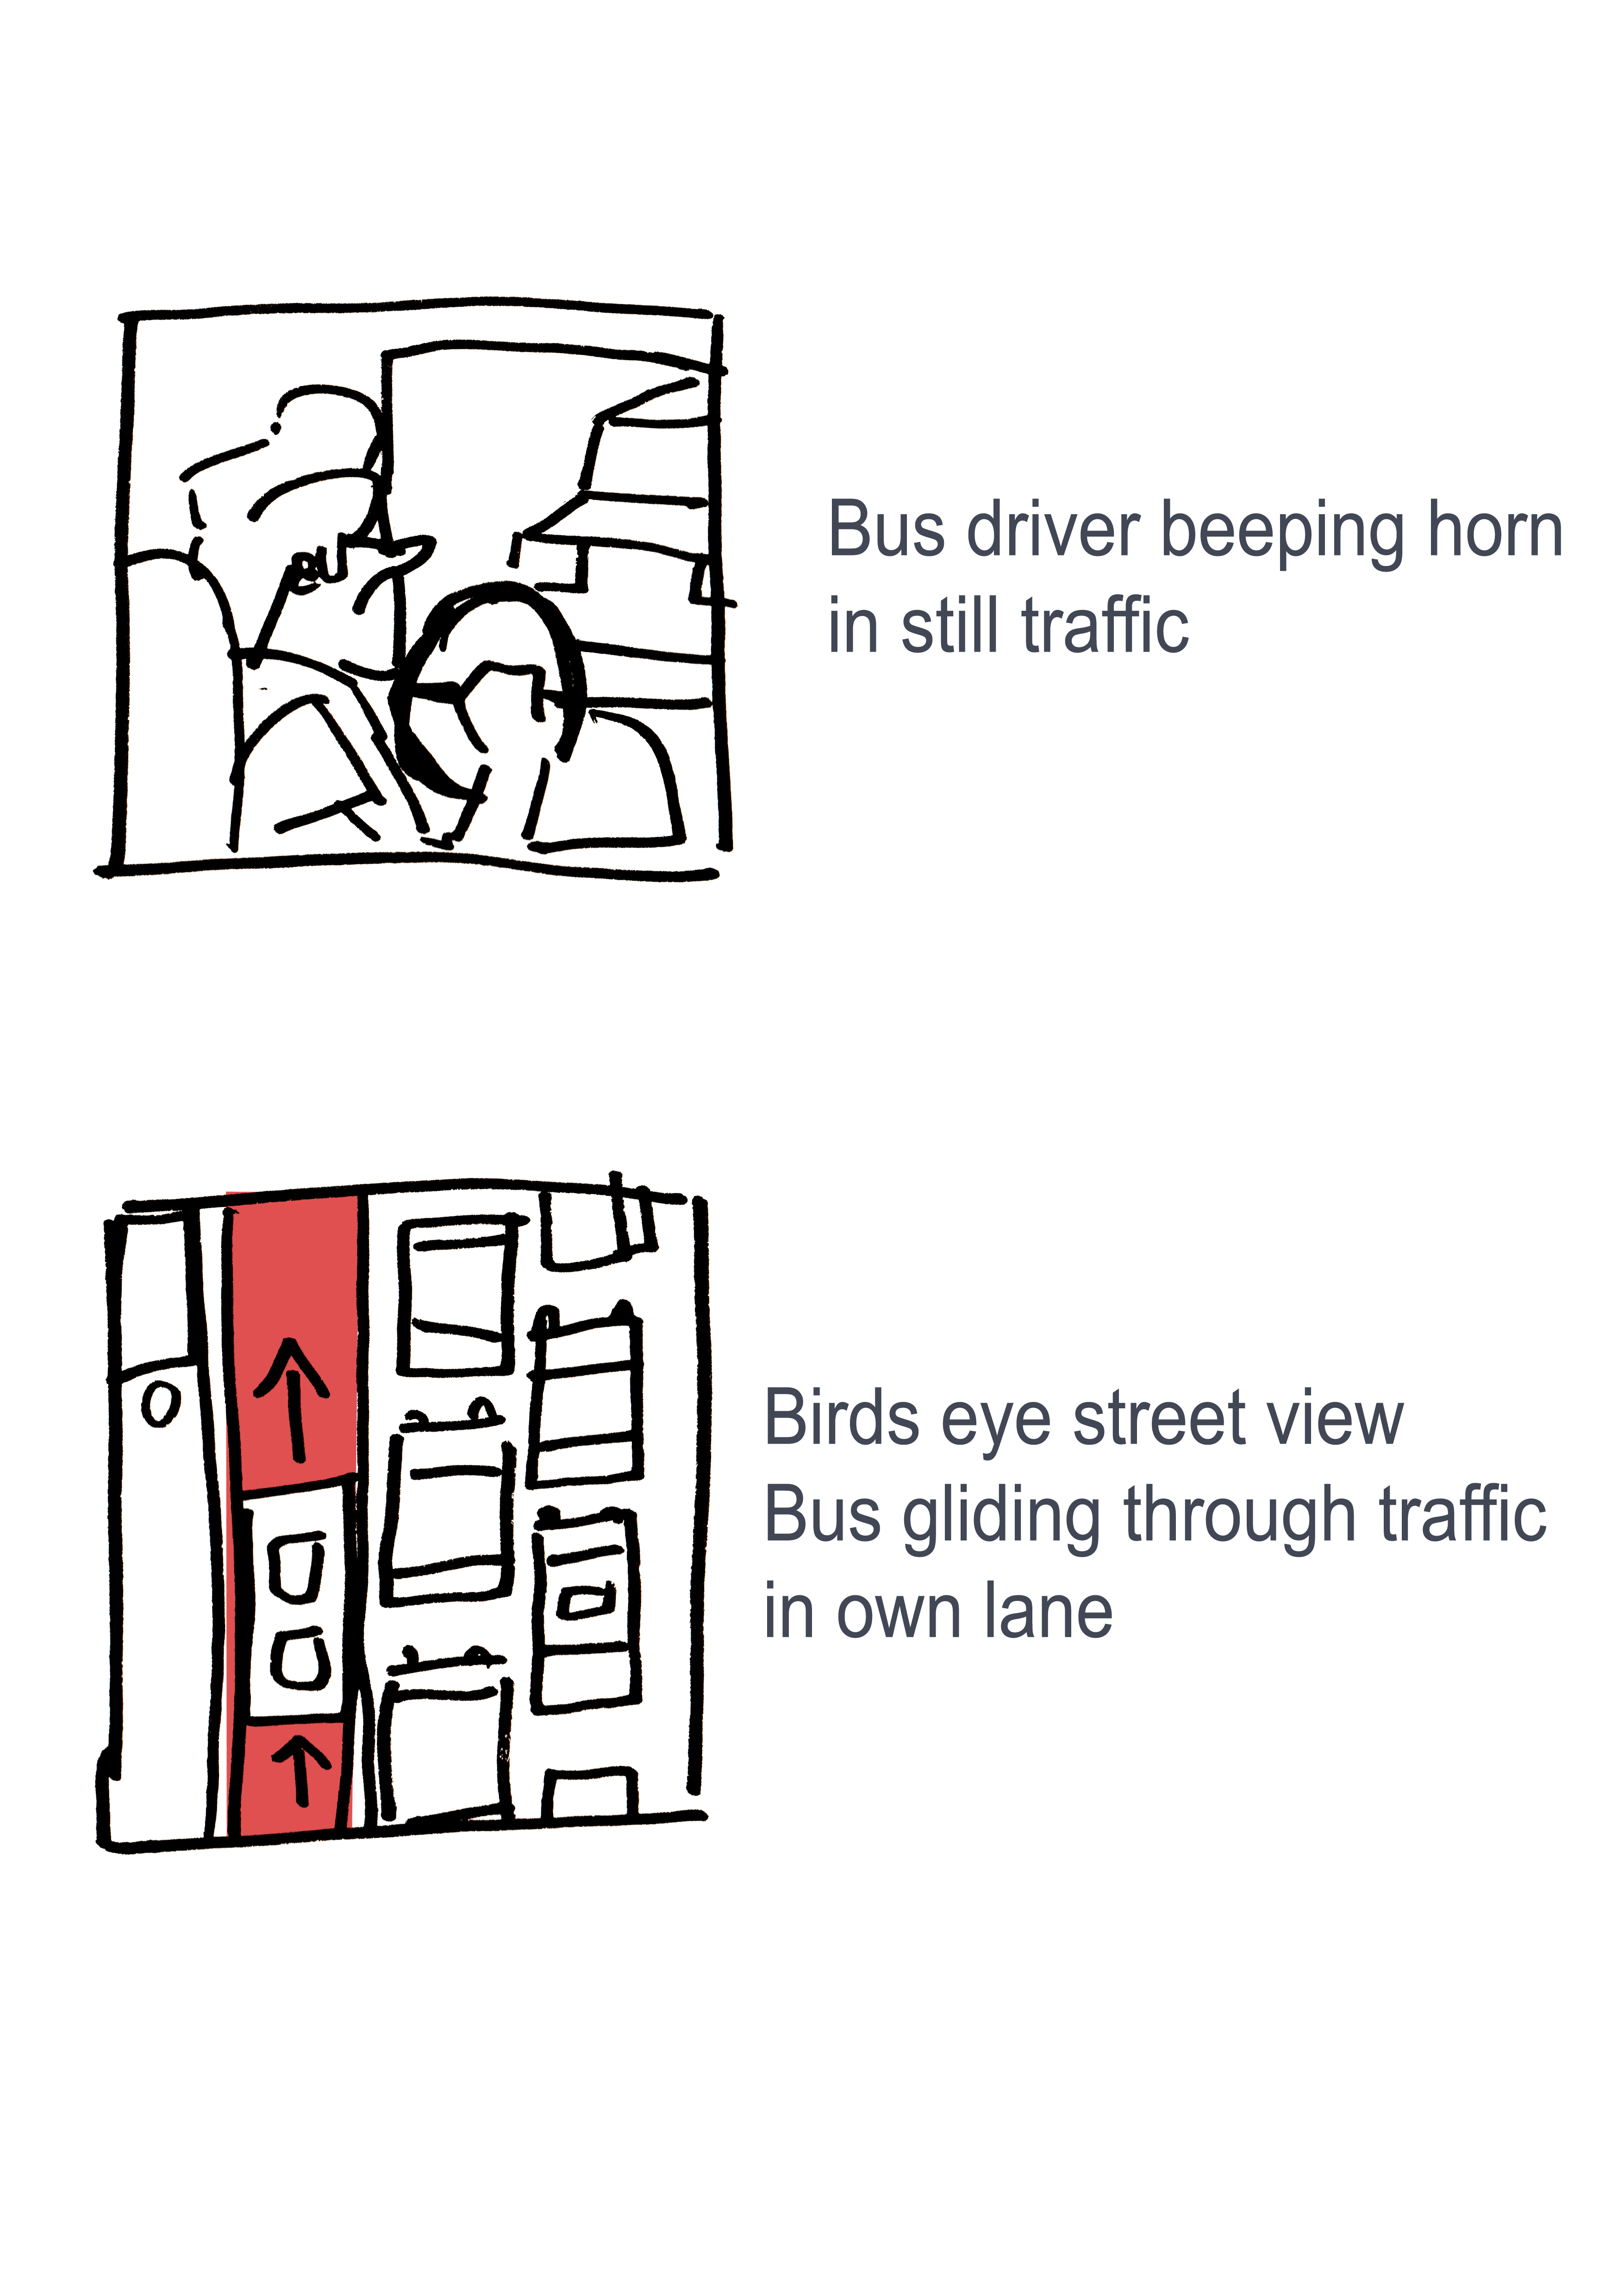 Bus driver beeping horn
in still traffic
Birds eye street view
Bus gliding through traffic
in own lane